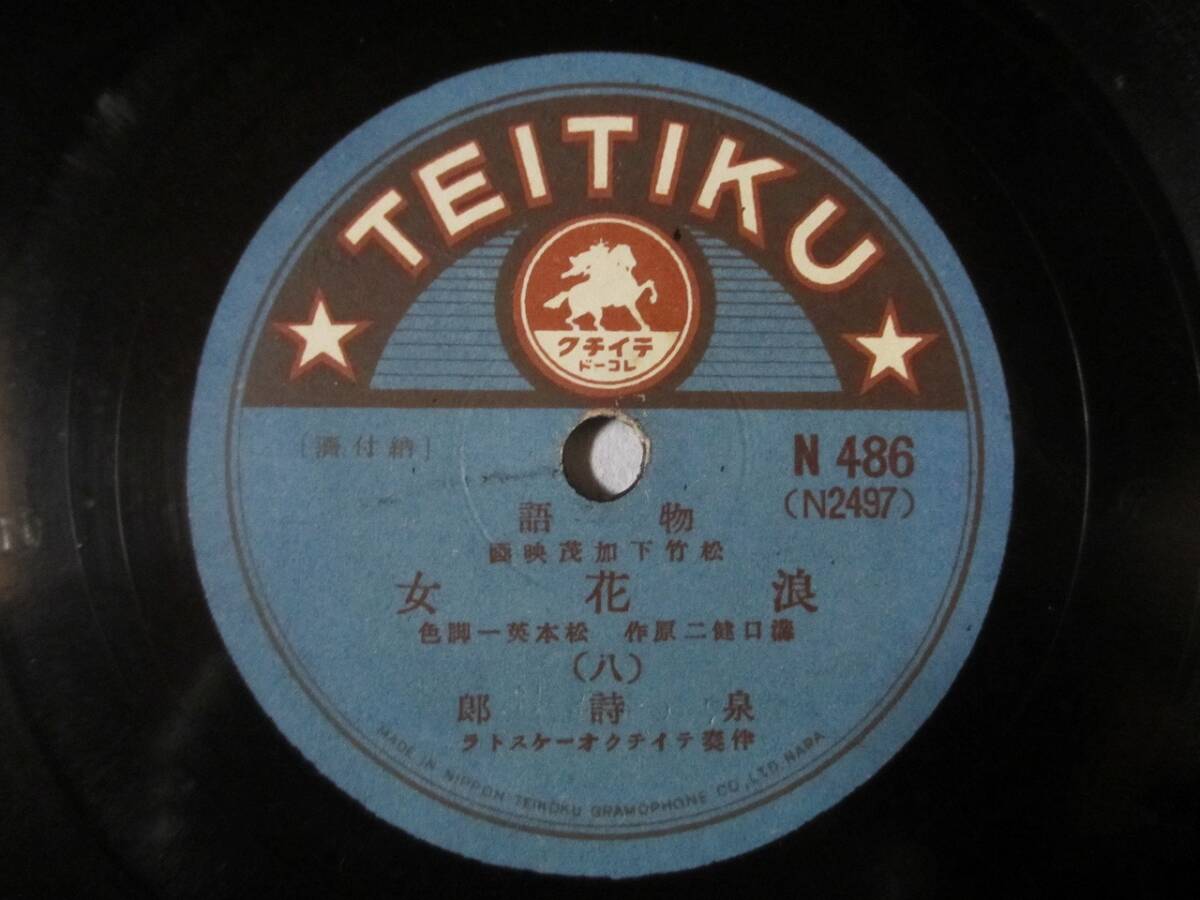 TEITIKU
テイチク
レコード
[納付濟]
N 486
(N2497)
物語
松竹下加茂映畫
浪花女
溝口健二原作 松本英一脚色
(八)
泉詩郎
伴奏テイチクオーケストラ
MADE IN NIPPON TEIKOKU GRAMOPHONE CO., LTD NARA